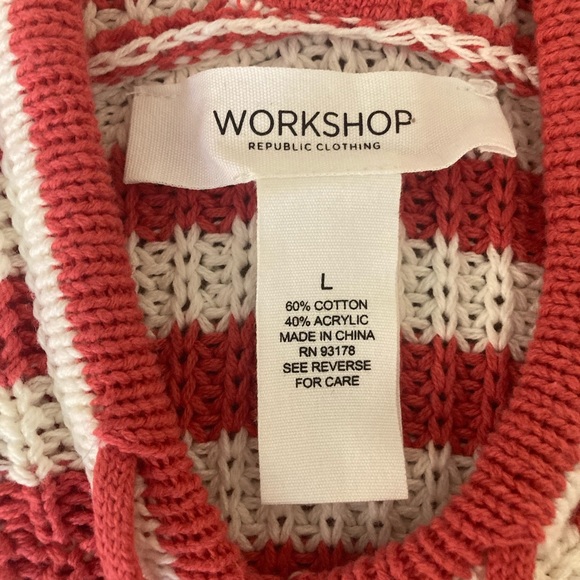 WORKSHOP
REPUBLIC CLOTHING
L
60% COTTON
40% ACRYLIC
MADE IN CHINA
RN 93178
SEE REVERSE
FOR CARE